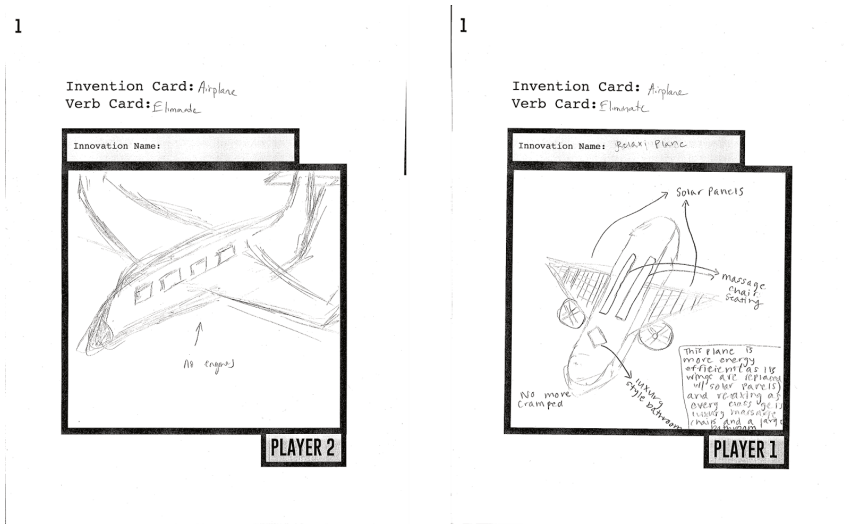 1
Invention Card: Airplane
Verb Card: Eliminate
Innovation Name:
No engines
PLAYER 2
1
Invention Card: Airplane
Verb Card: Eliminate
Innovation Name: Relaxi Plane
Solar Panels
massage
chair
seating
luxury
style bathroom
No more
cramped
This plane is
more energy
efficient (as its
wings are replaced
w/ solar panels)
and relaxing as
every is
luxury massage
chairs and a large
bathroom
PLAYER 1